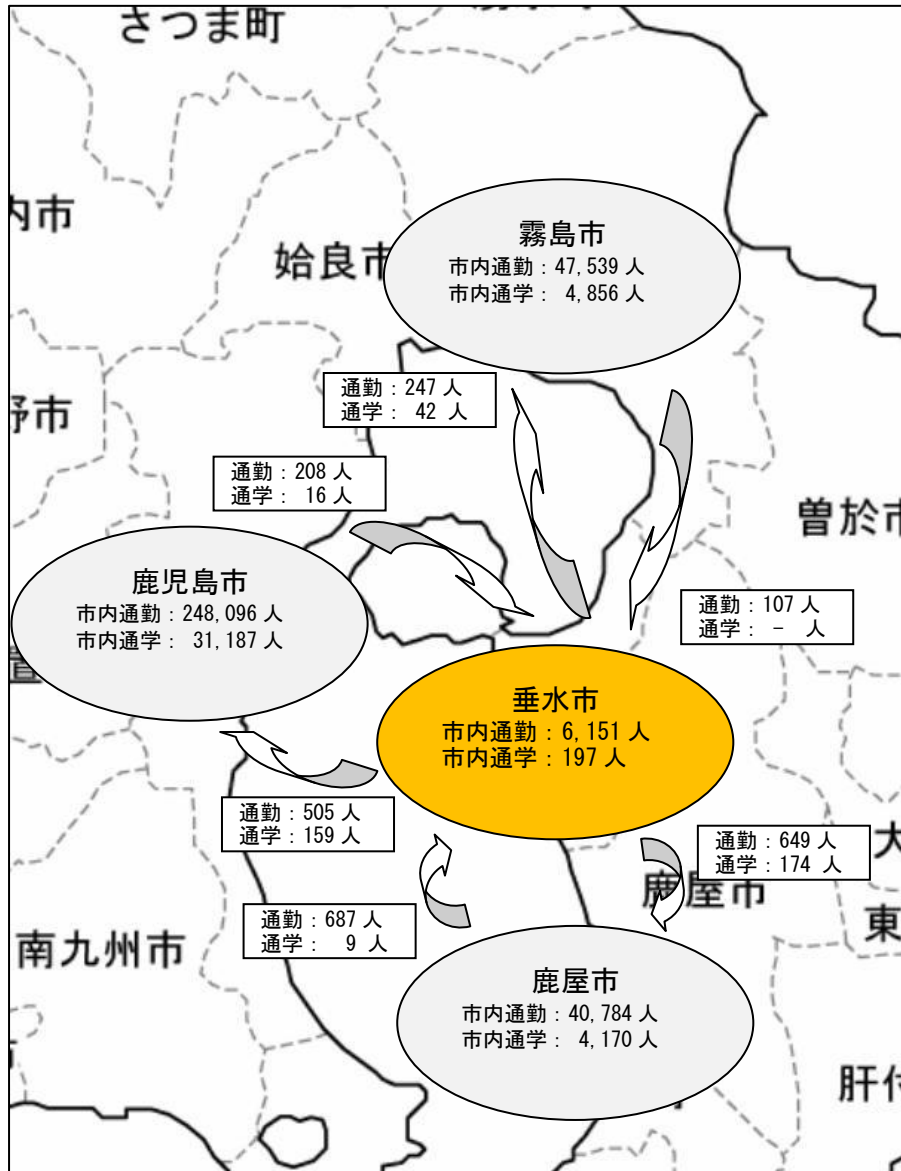 さつま町
内市
霧島市
市内通勤：47,539 人
市内通学： 4,856 人
姶良市
通勤：247 人
通学： 42 人
野市
通勤：208 人
通学： 16 人
曽於市
鹿児島市
市内通勤：248,096 人
市内通学： 31,187 人
通勤：107 人
通学： － 人
垂水市
市内通勤：6,151 人
市内通学：197 人
通勤：505 人
通学：159 人
通勤：649 人
通学：174 人
大
鹿屋市
東
通勤：687 人
通学： 9 人
南九州市
鹿屋市
市内通勤：40,784 人
市内通学： 4,170 人
肝付